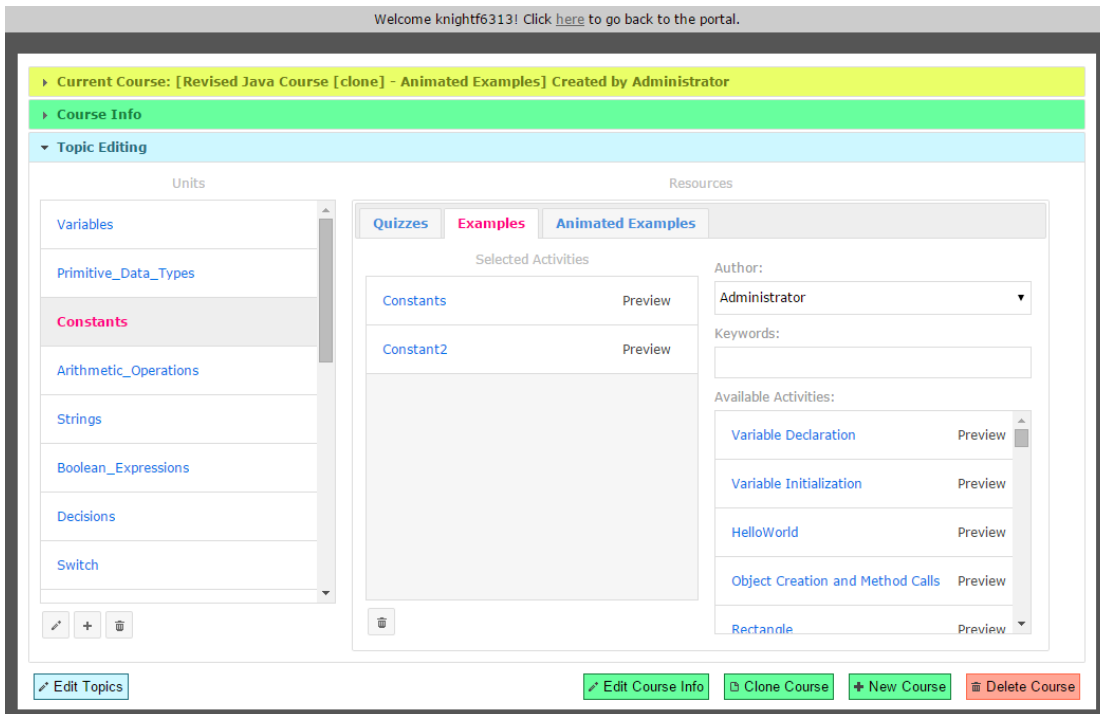 Welcome knightf6313! Click here to go back to the portal.
Current Course: [Revised Java Course [clone] - Animated Examples] Created by Administrator
Course Info
Topic Editing
Units
Variables
Primitive_Data_Types
Constants
Arithmetic_Operations
Strings
Boolean_Expressions
Decisions
Switch
Resources
Quizzes Examples Animated Examples
Selected Activities
Constants Preview
Constant2 Preview
Author:
Administrator
Keywords:
Available Activities:
Variable Declaration Preview
Variable Initialization Preview
HelloWorld Preview
Object Creation and Method Calls Preview
Rectangle Preview
Edit Topics
Edit Course Info
Clone Course
New Course
Delete Course